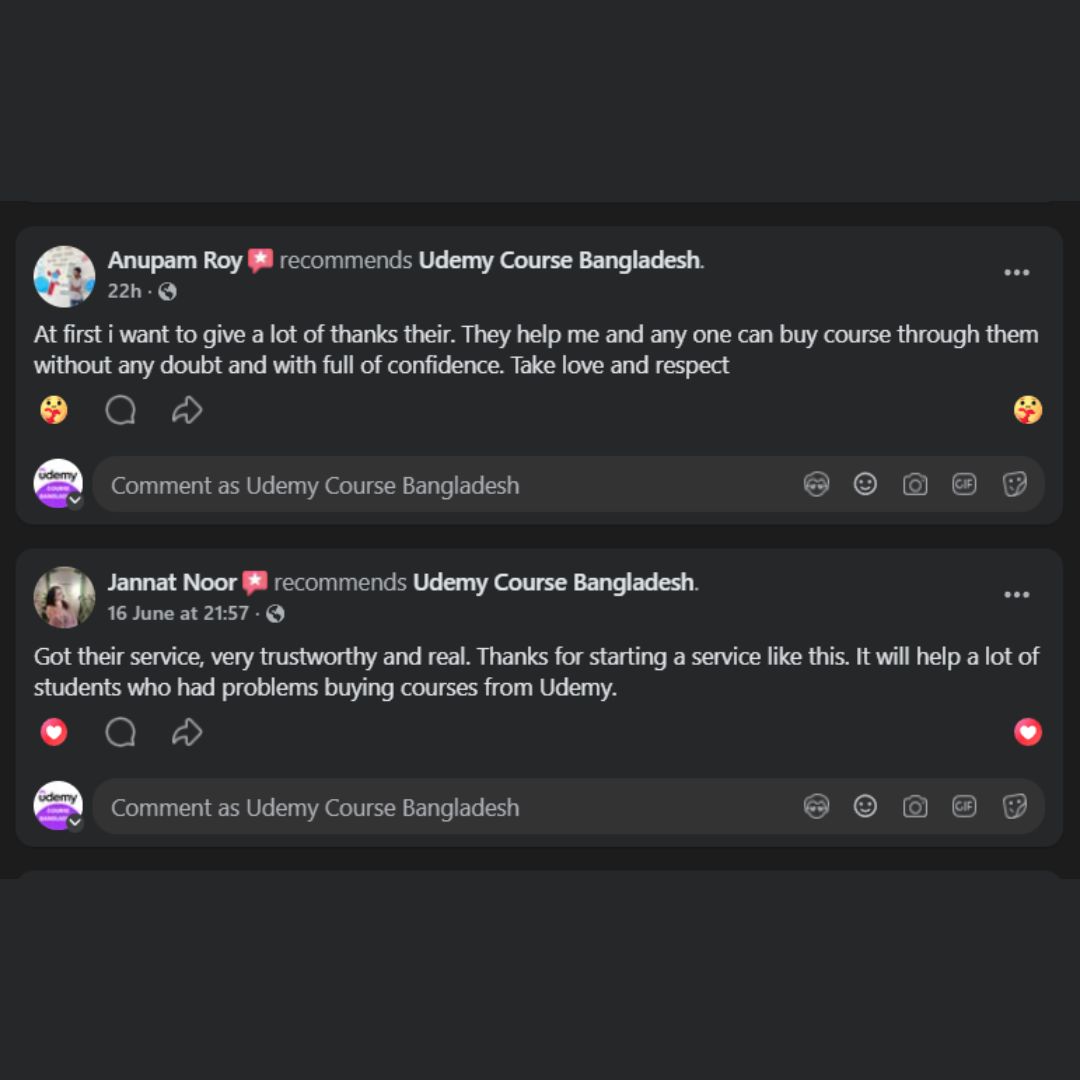 Anupam Roy recommends Udemy Course Bangladesh.
22h ·
At first i want to give a lot of thanks their. They help me and any one can buy course through them
without any doubt and with full of confidence. Take love and respect
udemy
COURSE
Comment as Udemy Course Bangladesh
GIF
Jannat Noor recommends Udemy Course Bangladesh.
16 June at 21:57 ·
Got their service, very trustworthy and real. Thanks for starting a service like this. It will help a lot of
students who had problems buying courses from Udemy.
udemy
COURSE
Comment as Udemy Course Bangladesh
GIF